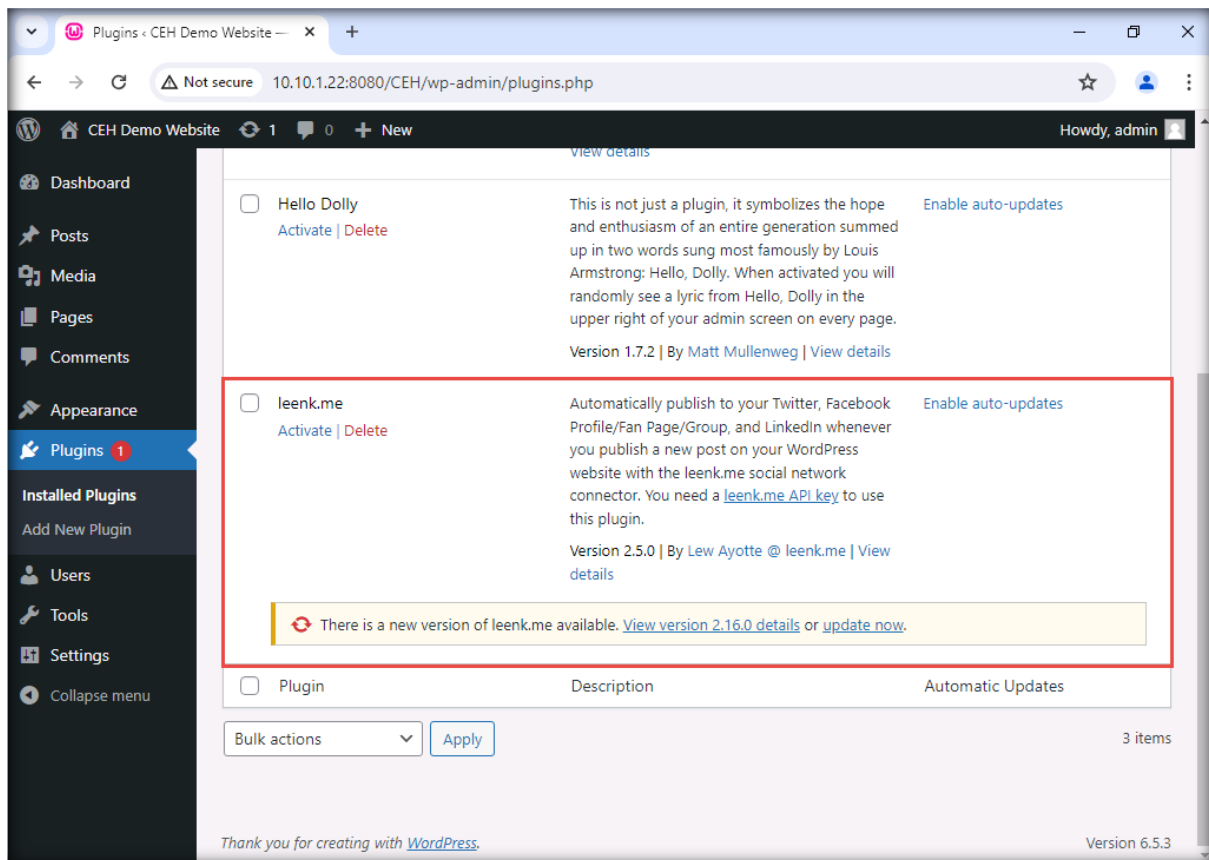 Plugins ‹ CEH Demo Website —
Not secure 10.10.1.22:8080/CEH/wp-admin/plugins.php
CEH Demo Website 1 0 + New Howdy, admin
Dashboard
Posts
Media
Pages
Comments
Appearance
Plugins 1
Installed Plugins
Add New Plugin
Users
Tools
Settings
Collapse menu
View details
Hello Dolly
Activate | Delete
This is not just a plugin, it symbolizes the hope
and enthusiasm of an entire generation summed
up in two words sung most famously by Louis
Armstrong: Hello, Dolly. When activated you will
randomly see a lyric from Hello, Dolly in the
upper right of your admin screen on every page.
Version 1.7.2 | By Matt Mullenweg | View details
Enable auto-updates
leenk.me
Activate | Delete
Automatically publish to your Twitter, Facebook
Profile/Fan Page/Group, and LinkedIn whenever
you publish a new post on your WordPress
website with the leenk.me social network
connector. You need a leenk.me API key to use
this plugin.
Version 2.5.0 | By Lew Ayotte @ leenk.me | View
details
Enable auto-updates
There is a new version of leenk.me available. View version 2.16.0 details or update now.
Plugin Description Automatic Updates
Bulk actions Apply 3 items
Thank you for creating with WordPress. Version 6.5.3